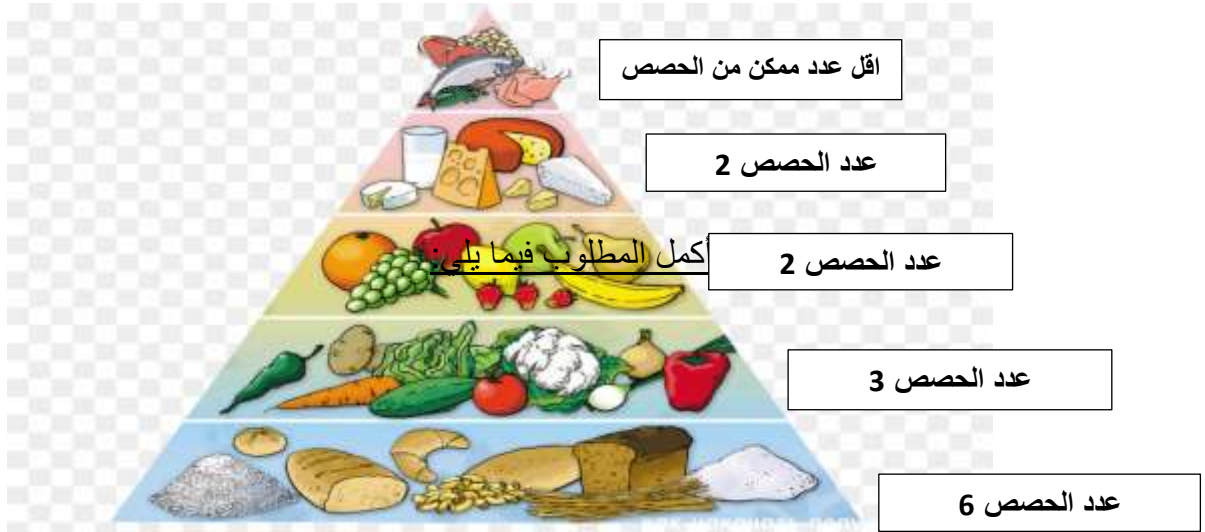 اقل عدد ممكن من الحصص
عدد الحصص 2
أكمل المطلوب فيما يلي:
عدد الحصص 2
عدد الحصص 3
عدد الحصص 6